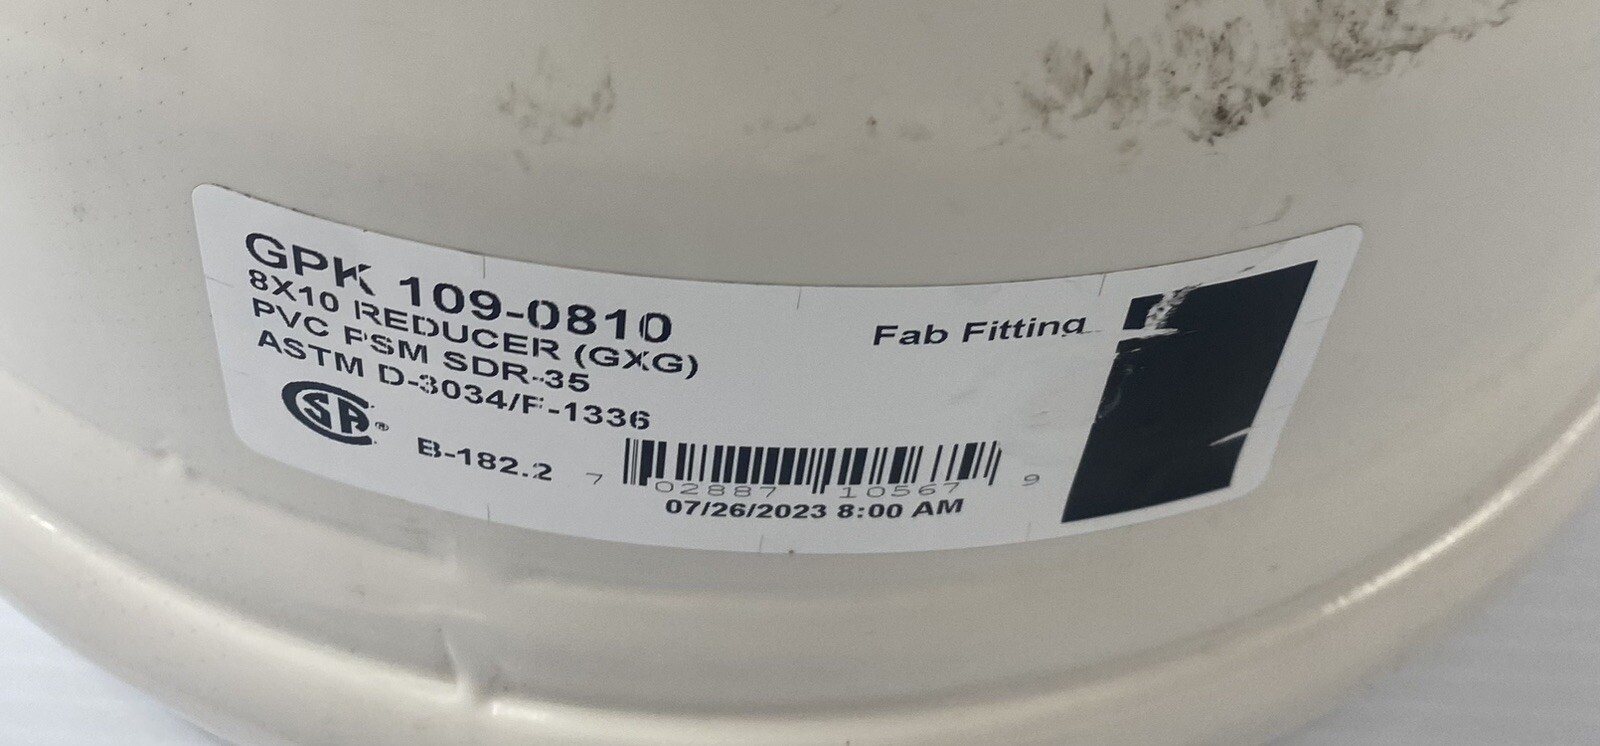 GPK 109-0810
8X10 REDUCER (GXG)
PVC PSM SDR-35
ASTM D-3034/F-1336
CSA® B-182.2
Fab Fitting
7 02887 10567 9
07/26/2023 8:00 AM